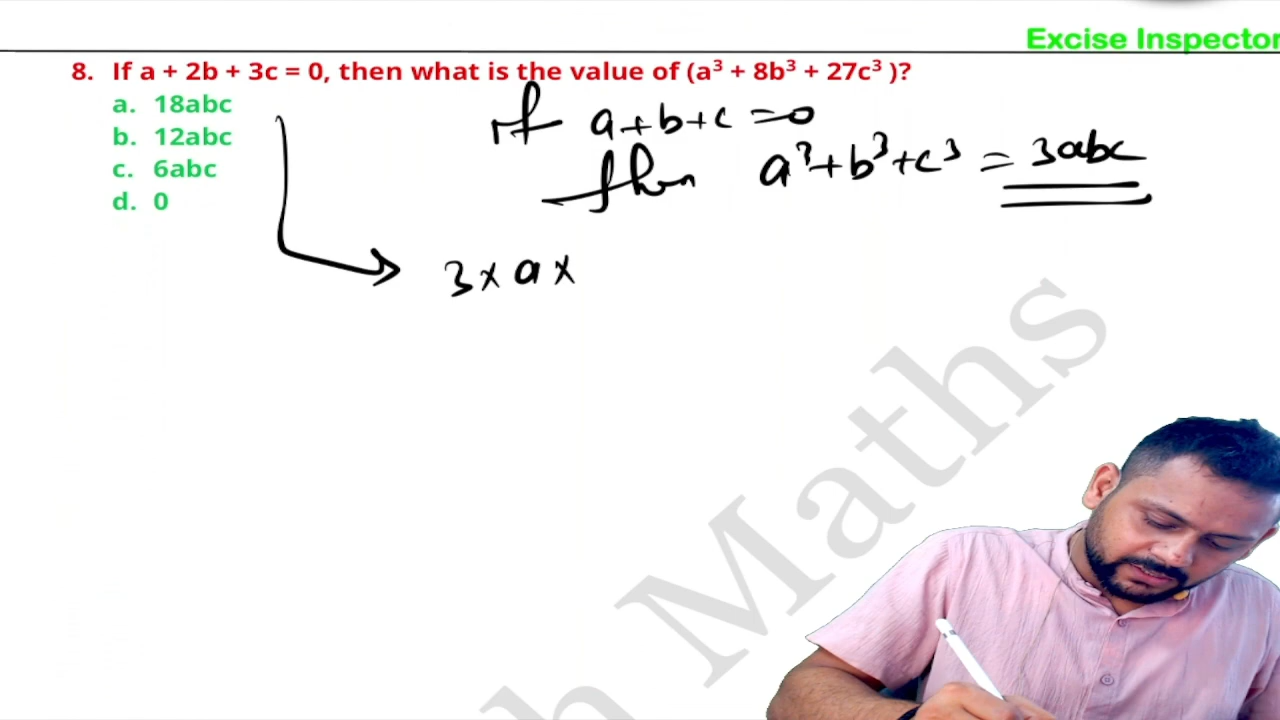 Excise Inspector
8. If a + 2b + 3c = 0, then what is the value of (a³ + 8b³ + 27c³ )?
a. 18abc
b. 12abc
c. 6abc
d. 0
if a+b+c=0
then a³+b³+c³ = 3abc
3×a×
h Maths